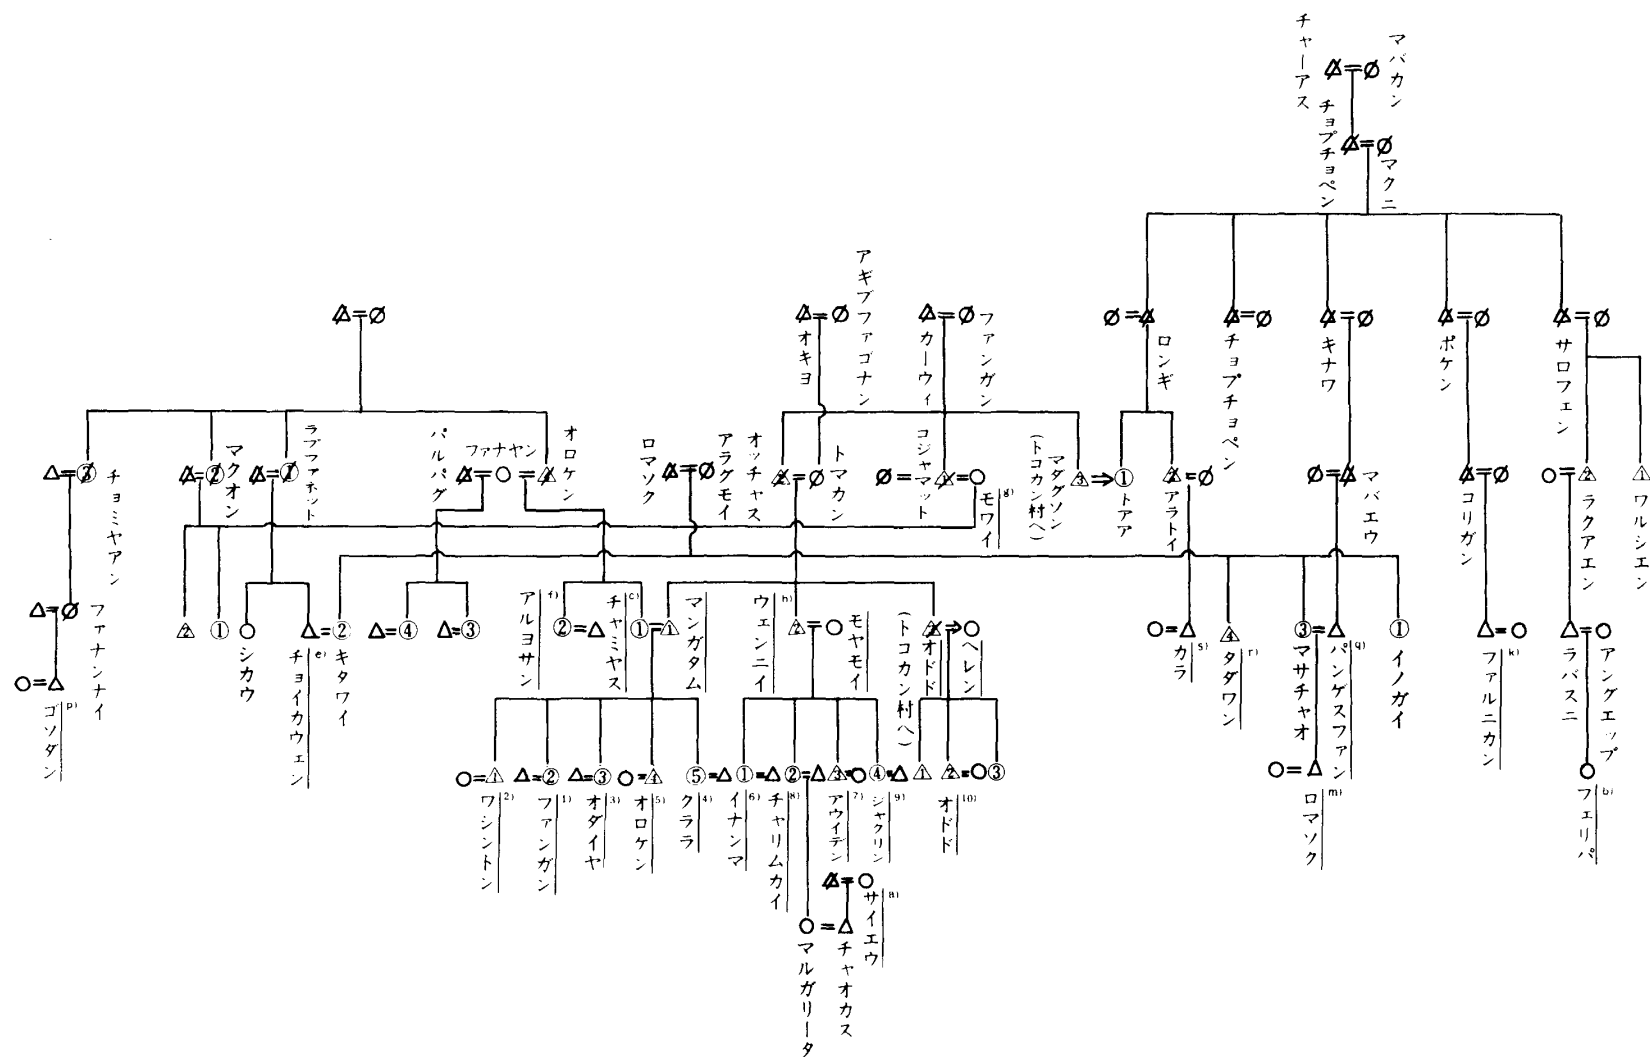 チャーアス
マバカン
チョプチョペン
マクニ
アギブファゴナン
オキヨ
カーウィ
ファンガン
ロンギ
チョプチョペン
キナワ
ポケン
サロフェン
チョミヤアン
マクオン
ラブファネット
パルパグ
ファナヤン
オロケン
ロマソク
アラグモイ
オッチャス
トマカン
コジャマット
モワイ g)
マダグソン
(トコカン村へ)
トアア
アラトイ
マバエウ
コリガン
ラクアエン
ワルシエン
ファナンナイ
ゴソダン p)
シカウ
チョイカウェン e)
キタワイ
アルヨサン f)
チャミヤス c)
マンガタム
ウェンニイ h)
モヤモイ
オドド
(トコカン村へ)
ヘレン
カラ s)
タダワン r)
マサチャオ
パンゲスファン q)
イノガイ
ファルニカン k)
ラバスニ
アングエップ
ワシントン 2)
ファンガン 1)
オダイヤ 3)
オロケン 5)
クララ 4)
イナンマ 6)
チャリムカイ 8)
アウイデン 7)
ジャクリン 9)
オドド 10)
ロマソク m)
フェリパ b)
サイエウ a)
マルガリータ
チャオカス